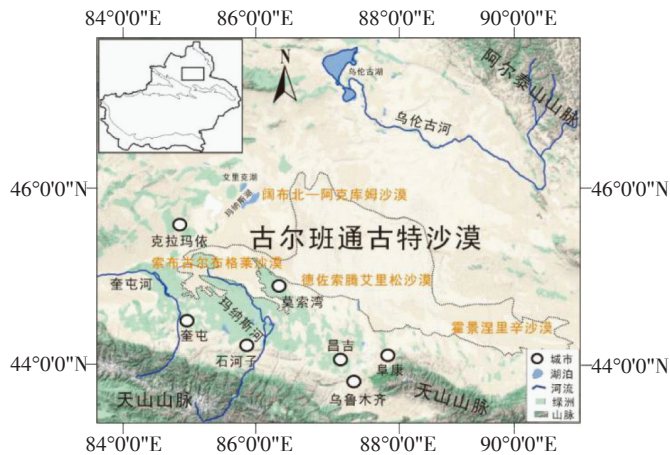 84°0'0"E 86°0'0"E 88°0'0"E 90°0'0"E
N
乌伦古湖
阿尔泰山山脉
乌伦古河
46°0'0"N 46°0'0"N
艾里克湖
玛纳斯湖
阔布北—阿克库姆沙漠
克拉玛依
古尔班通古特沙漠
索布古尔布格莱沙漠
德佐索腾艾里松沙漠
奎屯河
莫索湾
玛纳斯河
霍景涅里辛沙漠
奎屯
石河子
昌吉
阜康
乌鲁木齐
44°0'0"N 44°0'0"N
天山山脉
天山山脉
城市
湖泊
河流
绿洲
山脉
84°0'0"E 86°0'0"E 88°0'0"E 90°0'0"E